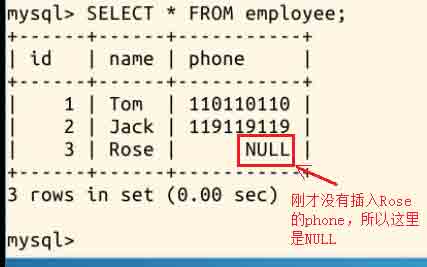 mysql> SELECT * FROM employee;
+------+------+-----------+
| id   | name | phone     |
+------+------+-----------+
|    1 | Tom  | 110110110 |
|    2 | Jack | 119119119 |
|    3 | Rose |      NULL |
+------+------+-----------+
3 rows in set (0.00 sec)
刚才没有插入Rose
的phone，所以这里
是NULL
mysql>